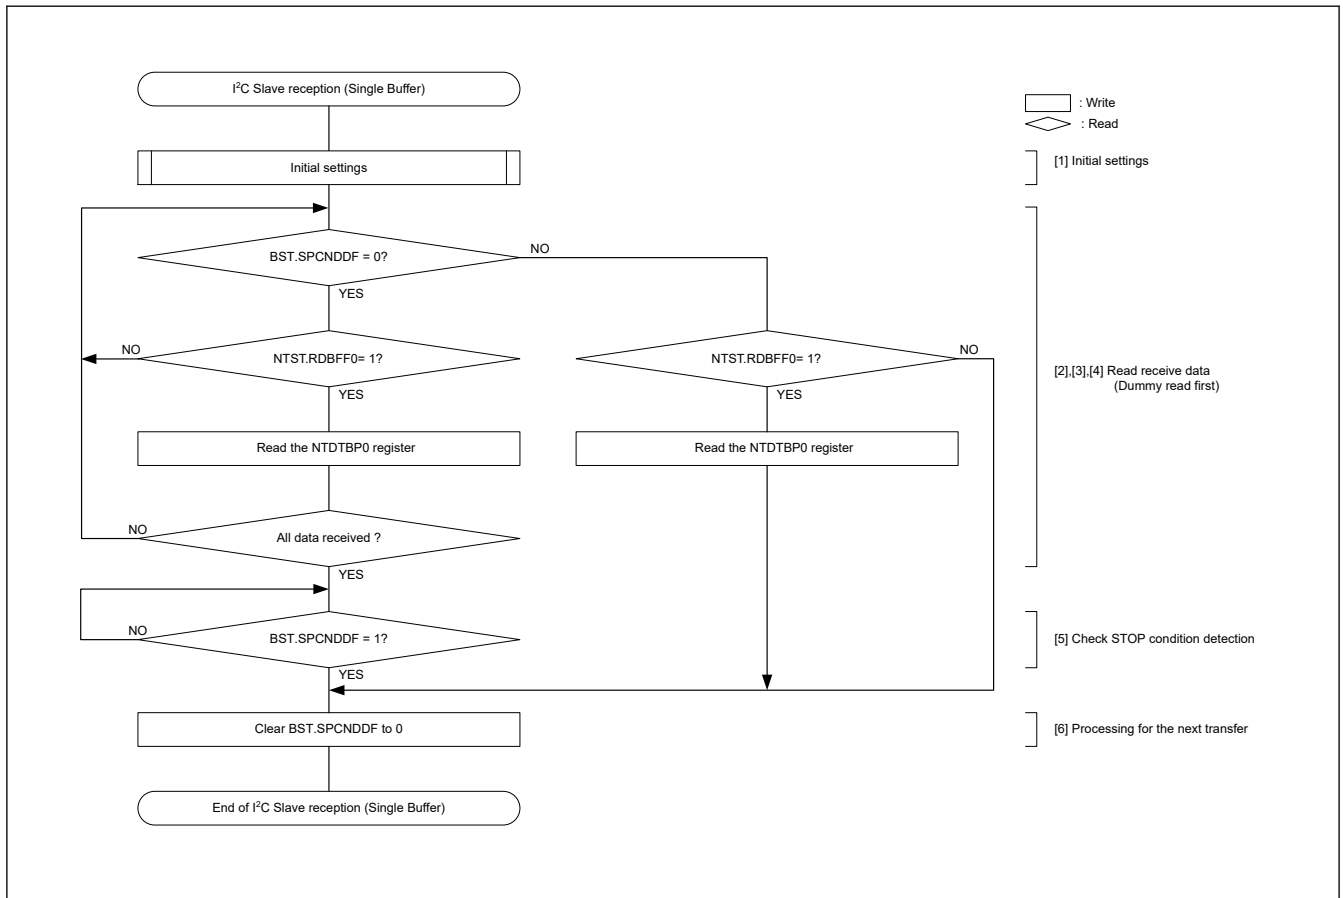 I²C Slave reception (Single Buffer)
: Write
: Read
Initial settings
[1] Initial settings
BST.SPCNDDF = 0?
NO
YES
NO
NTST.RDBFF0= 1?
YES
NTST.RDBFF0= 1?
NO
YES
[2],[3],[4] Read receive data
(Dummy read first)
Read the NTDTBP0 register
Read the NTDTBP0 register
NO
All data received ?
YES
NO
BST.SPCNDDF = 1?
YES
[5] Check STOP condition detection
Clear BST.SPCNDDF to 0
[6] Processing for the next transfer
End of I²C Slave reception (Single Buffer)